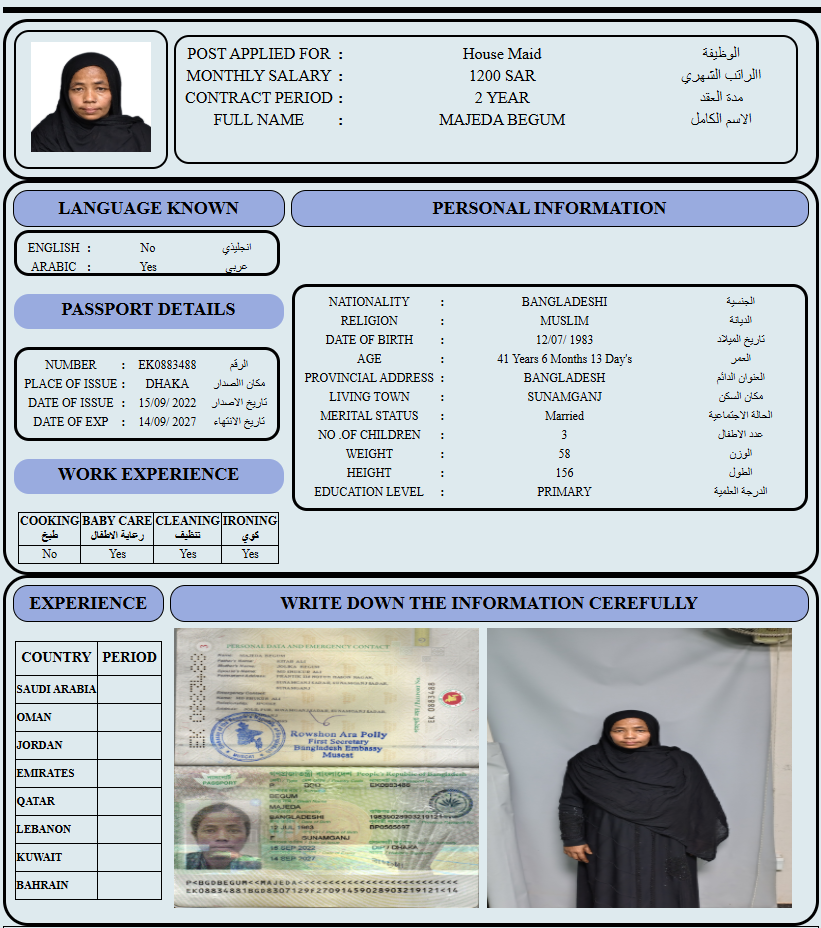 POST APPLIED FOR : House Maid الوظيفة
MONTHLY SALARY : 1200 SAR االراتب الشهري
CONTRACT PERIOD : 2 YEAR مدة العقد
FULL NAME : MAJEDA BEGUM الاسم الكامل
LANGUAGE KNOWN
ENGLISH : No انجليذي
ARABIC : Yes عربي
PASSPORT DETAILS
NUMBER : EK0883488 الرقم
PLACE OF ISSUE : DHAKA مكان االصدار
DATE OF ISSUE : 15/09/ 2022 تاريخ الاصدار
DATE OF EXP : 14/09/ 2027 تاريخ الانتهاء
WORK EXPERIENCE
COOKING BABY CARE CLEANING IRONING
طبخ رعاية الاطفال تنظيف كوي
No Yes Yes Yes
PERSONAL INFORMATION
NATIONALITY : BANGLADESHI الجنسية
RELIGION : MUSLIM الديانة
DATE OF BIRTH : 12/07/ 1983 تاريخ الميلاد
AGE : 41 Years 6 Months 13 Day's العمر
PROVINCIAL ADDRESS : BANGLADESH العنوان الدائم
LIVING TOWN : SUNAMGANJ مكان السكن
MERITAL STATUS : Married الحالة الاجتماعية
NO .OF CHILDREN : 3 عدد الاطفال
WEIGHT : 58 الوزن
HEIGHT : 156 الطول
EDUCATION LEVEL : PRIMARY الدرجة العلمية
EXPERIENCE
COUNTRY PERIOD
SAUDI ARABIA
OMAN
JORDAN
EMIRATES
QATAR
LEBANON
KUWAIT
BAHRAIN
WRITE DOWN THE INFORMATION CEREFULLY
PERSONAL DATA AND EMERGENCY CONTACT
EK 0883488
Rowshon Ara Polly
First Secretary
Bangladesh Embassy
Muscat
PASSPORT
People's Republic of Bangladesh
EK0883488
BEGUM
MAJEDA
BANGLADESHI
12 JUL 1983
F SUNAMGANJ
15 SEP 2022
DIP/DHAKA
14 SEP 2027